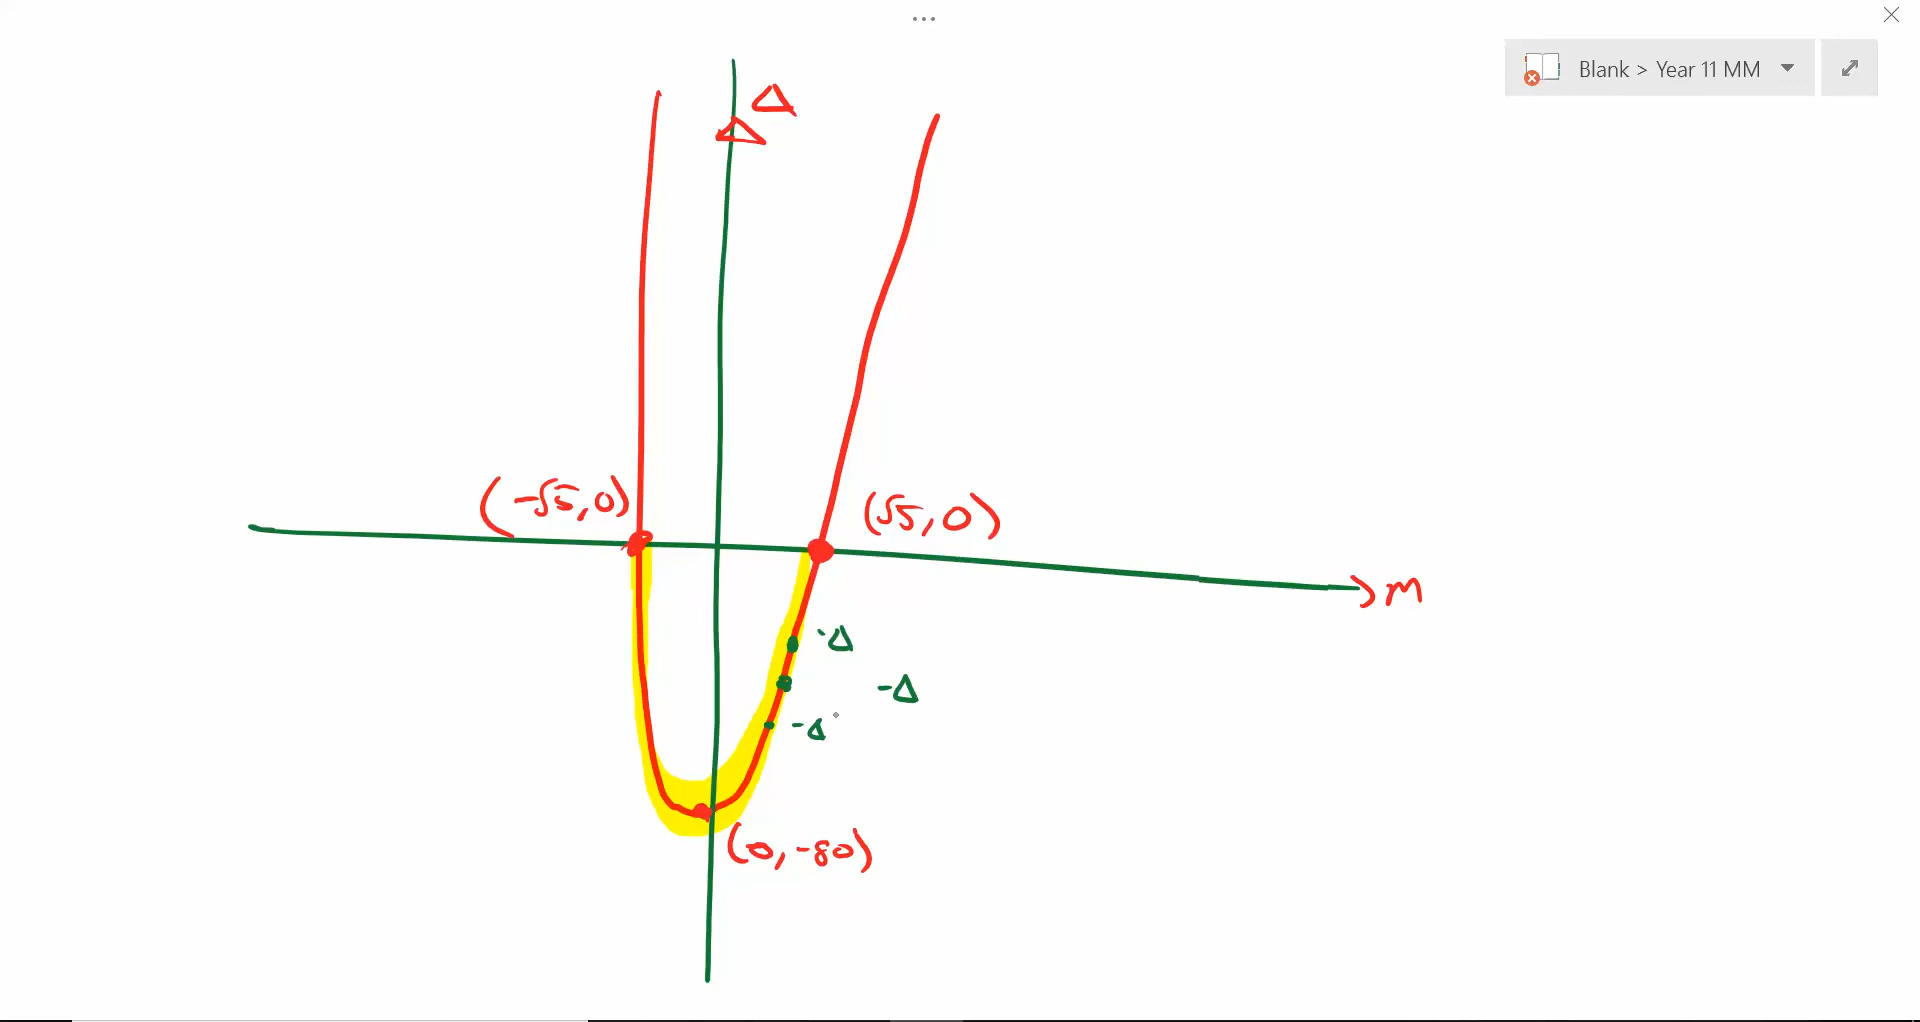 Blank > Year 11 MM
Δ
(-√5,0)
(√5,0)
m
-Δ
-Δ
-Δ
(0,-80)